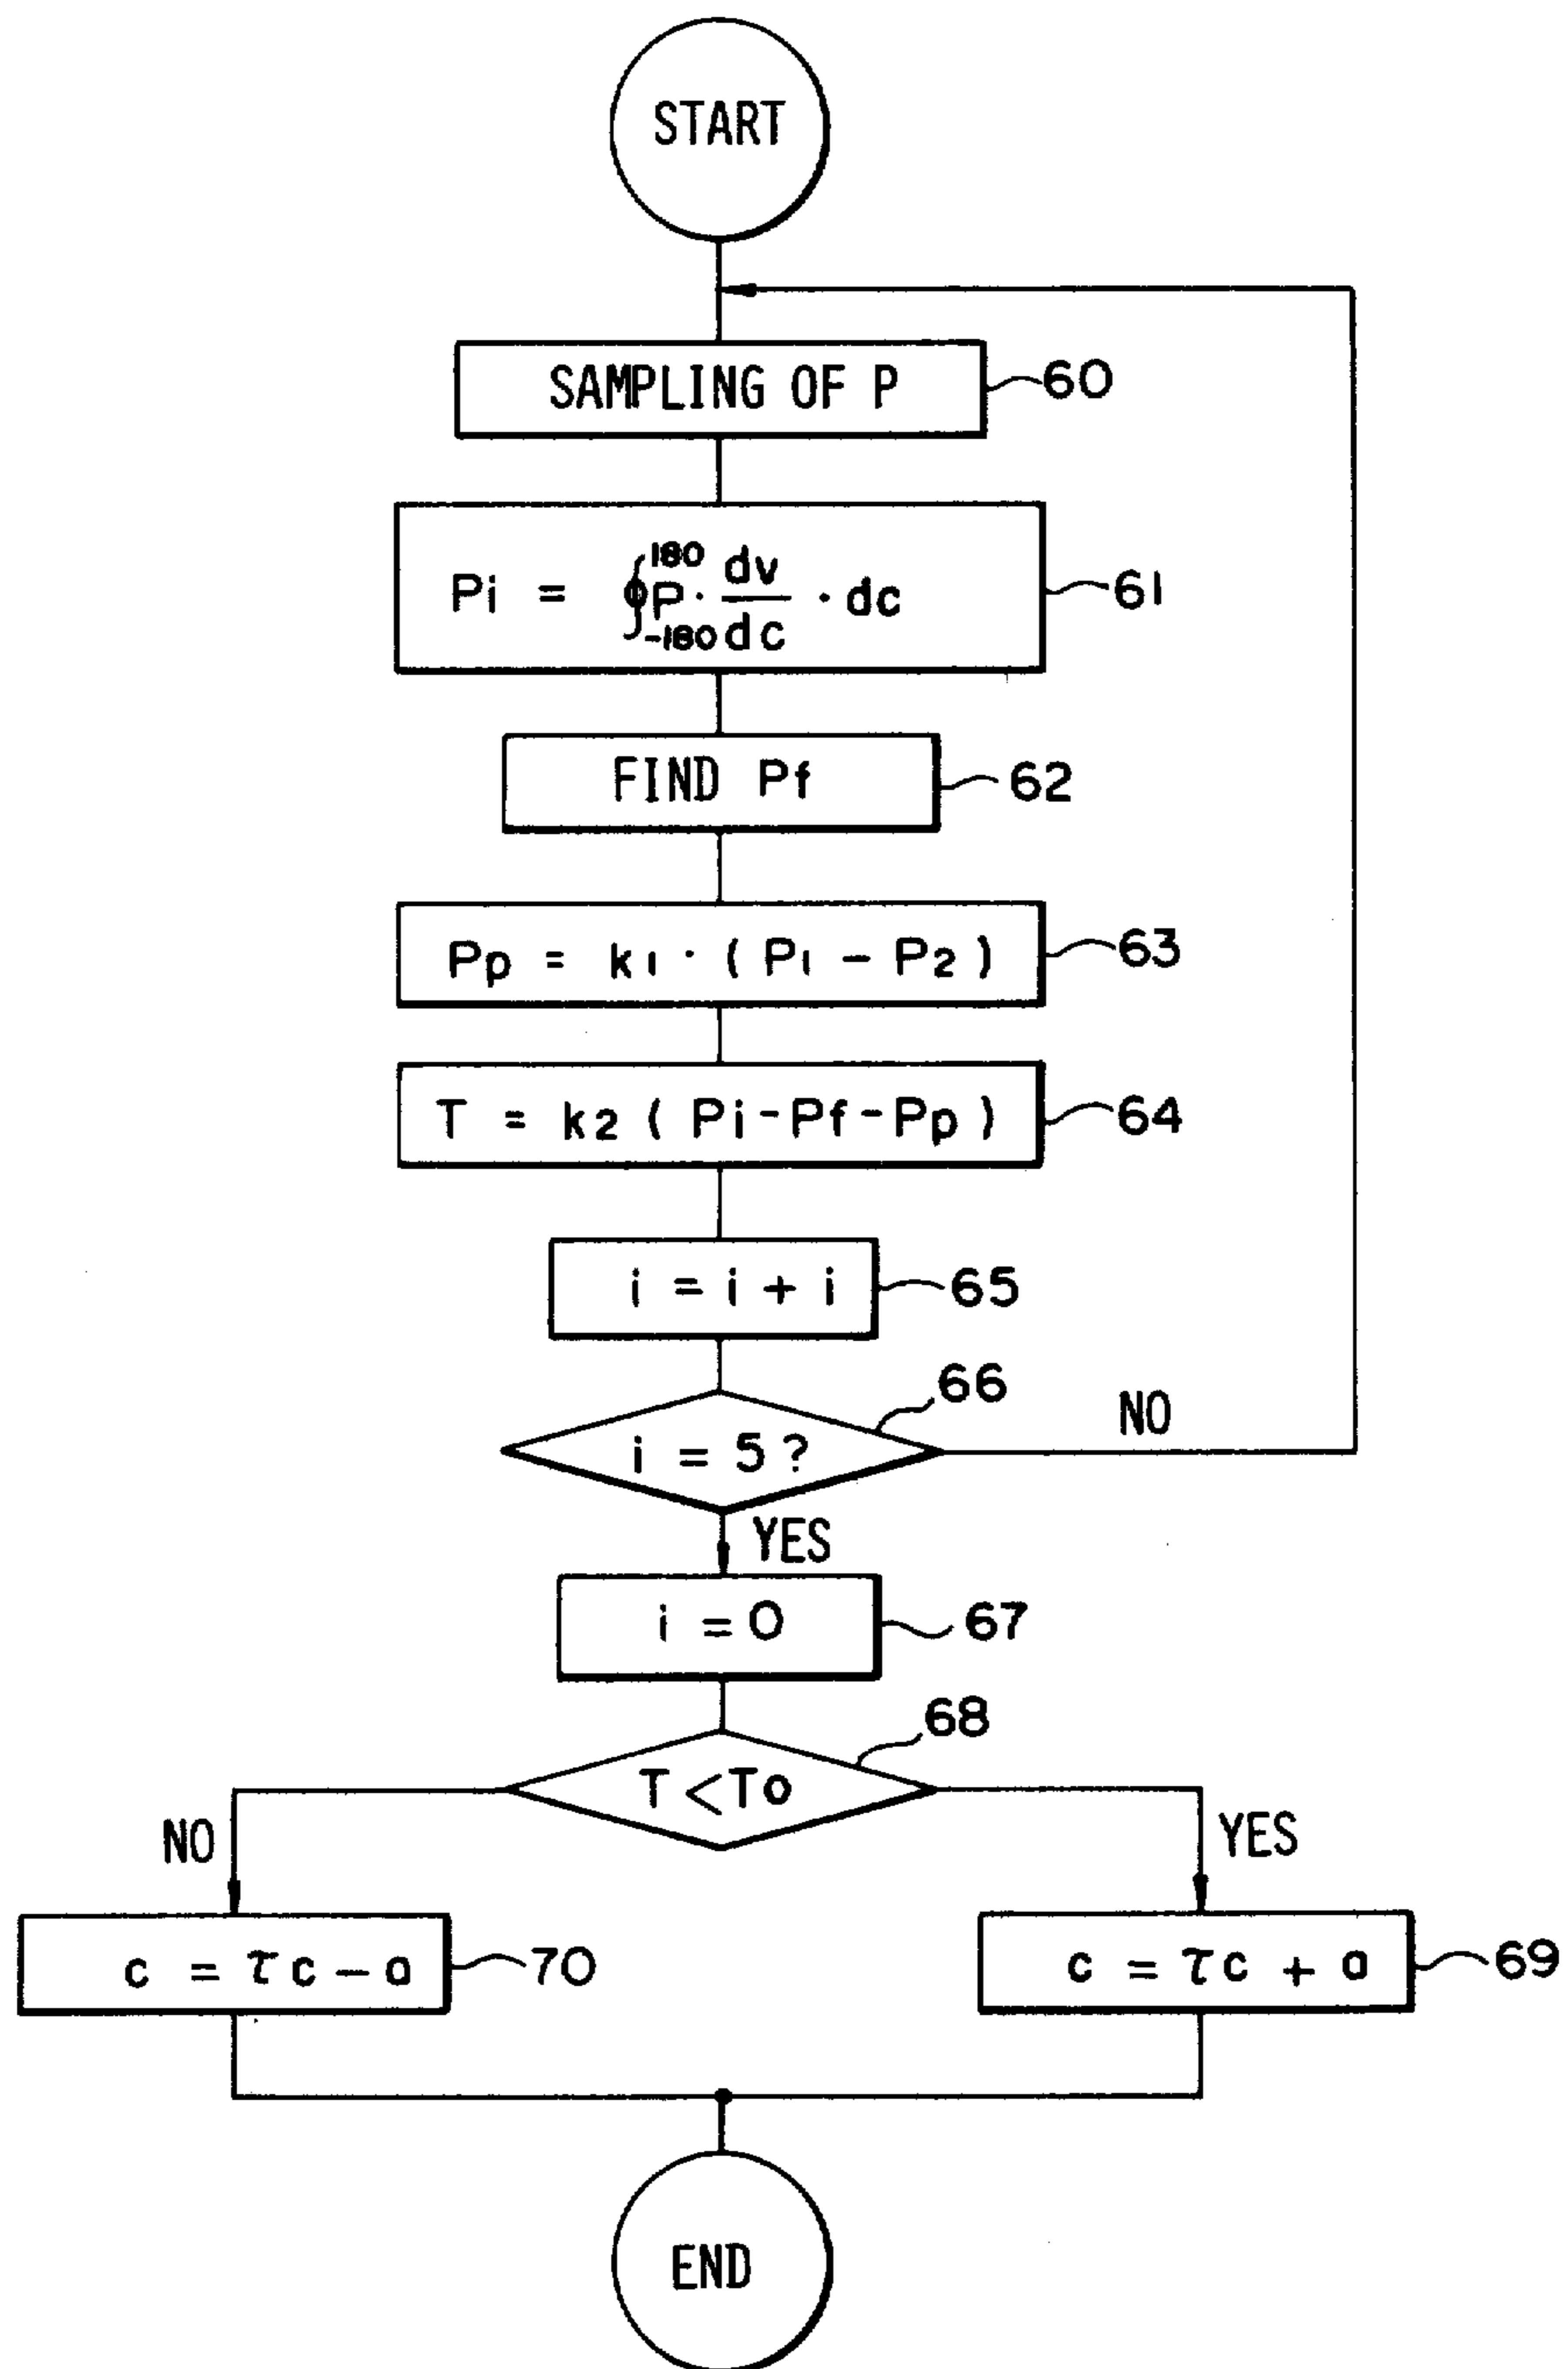 START
SAMPLING OF P 60
Pi = ∮ 180 -180 P · dv/dc · dc 61
FIND Pf 62
Pp = k1 · ( P1 - P2 ) 63
T = k2 ( Pi - Pf - Pp ) 64
i = i + i 65
66
i = 5 ? NO
YES
i = 0 67
68
T < To
NO YES
c = τc - a 70
c = τc + a 69
END